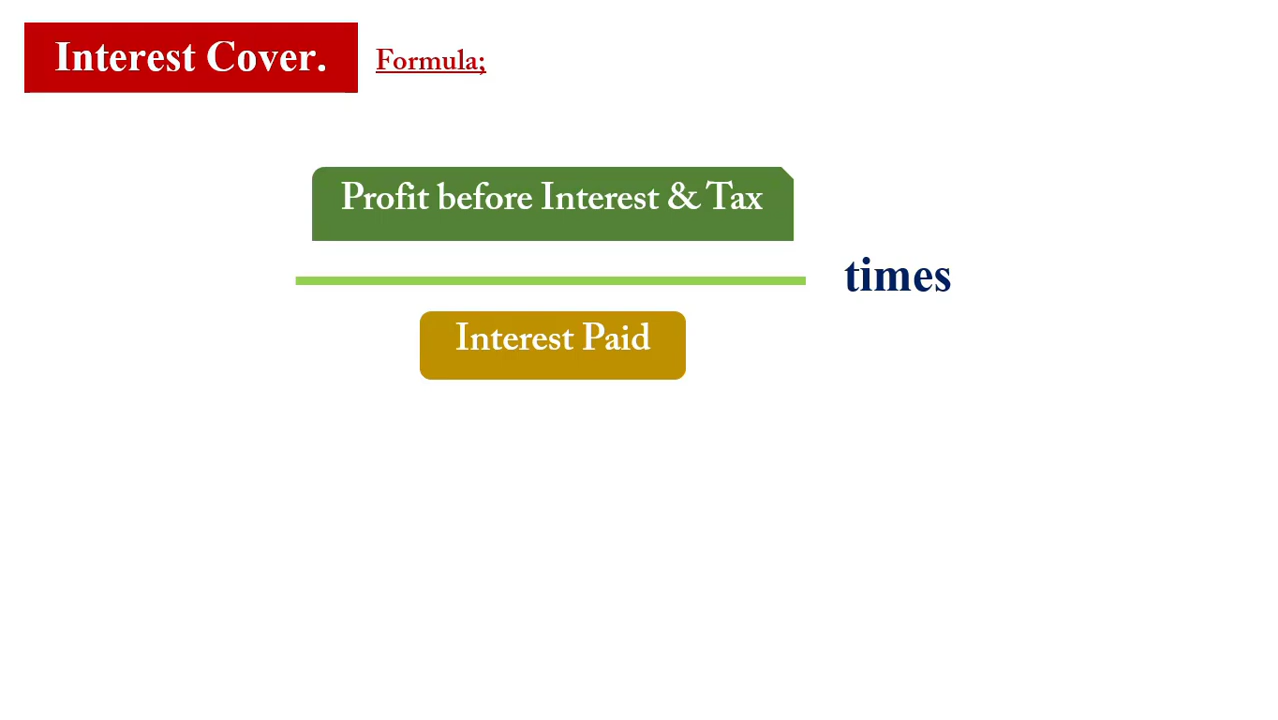 Interest Cover.
Formula;
Profit before Interest & Tax
times
Interest Paid